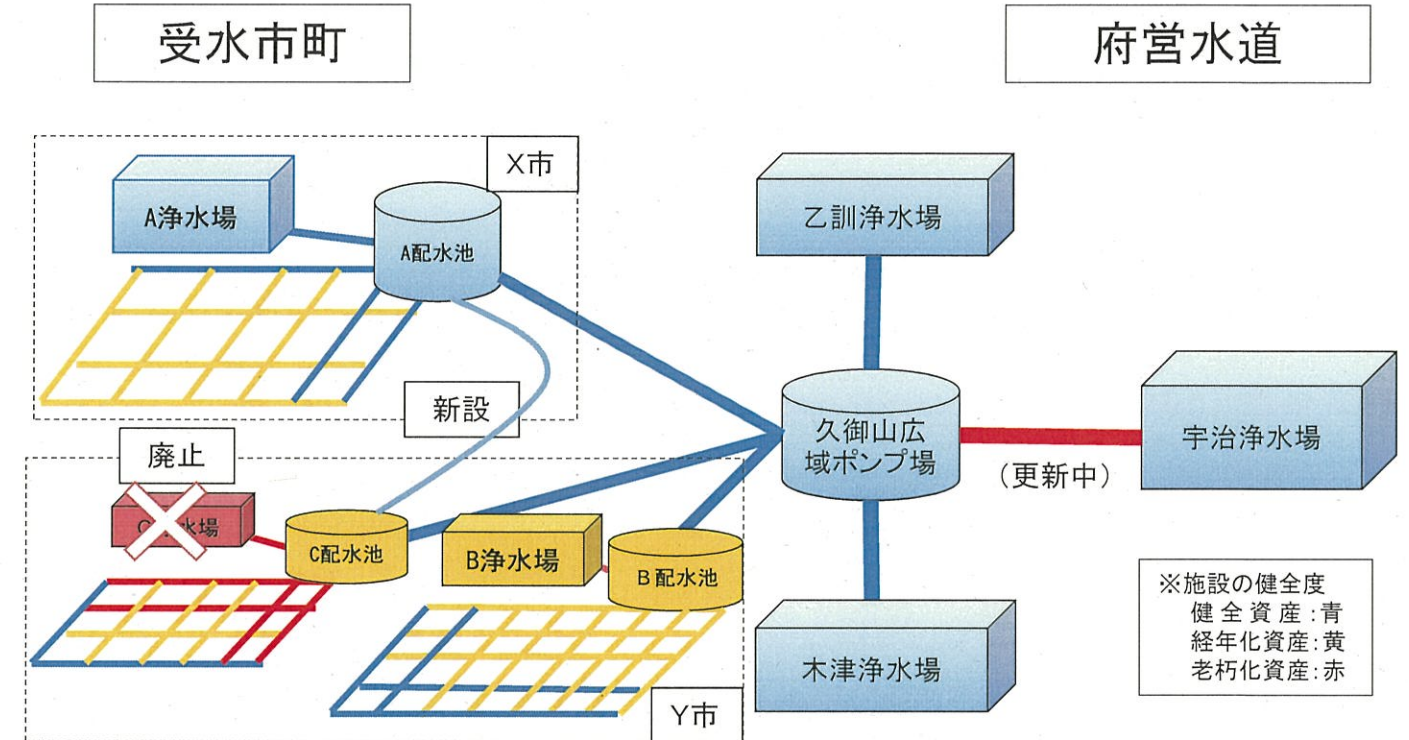 受水市町
府営水道
X市
A浄水場
A配水池
新設
廃止
C浄水場
C配水池
B浄水場
B配水池
Y市
乙訓浄水場
久御山広
域ポンプ場
(更新中)
宇治浄水場
木津浄水場
※施設の健全度
健全資産:青
経年化資産:黄
老朽化資産:赤